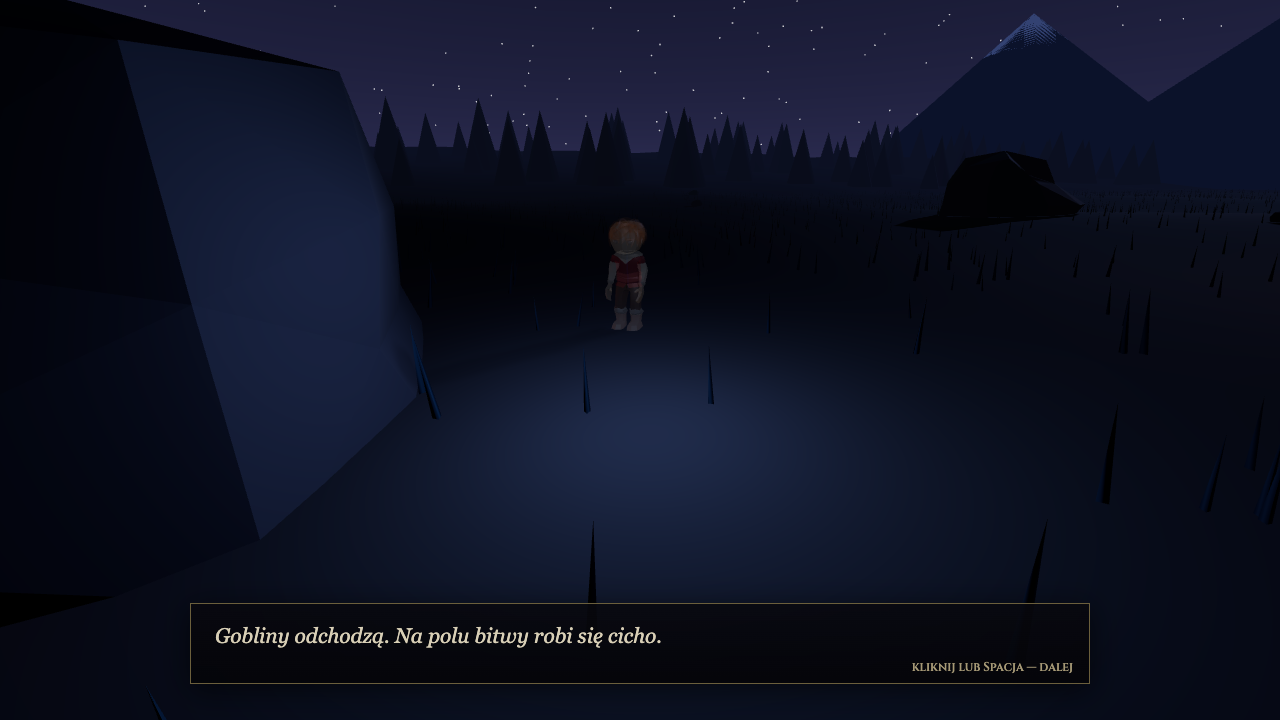 Gobliny odchodzą. Na polu bitwy robi się cicho.
KLIKNIJ LUB SPACJA — DALEJ